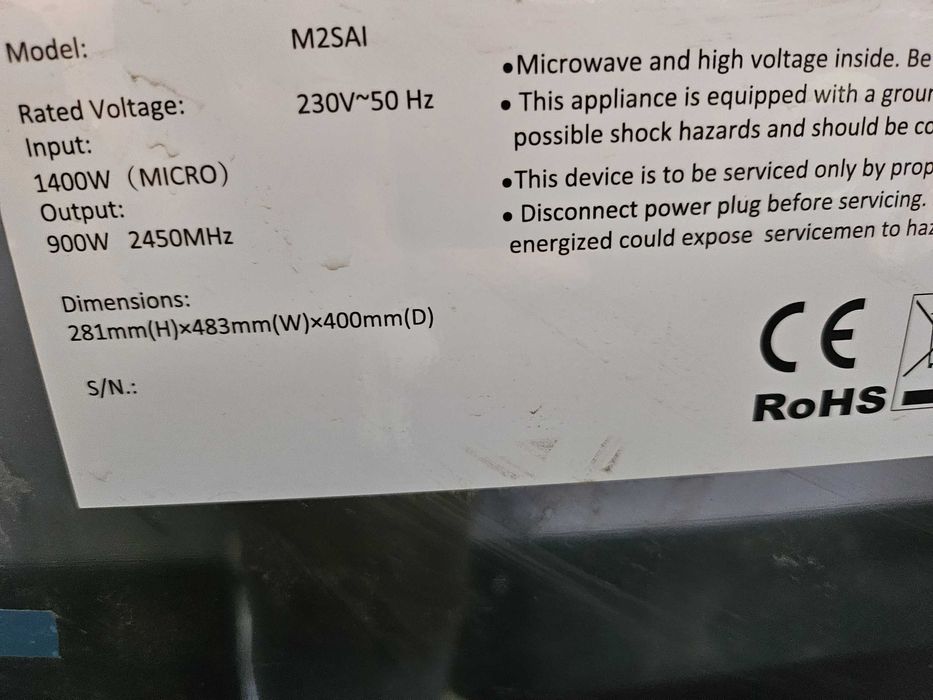 Model: M2SAI
Rated Voltage: 230V~50 Hz
Input:
1400W (MICRO)
Output:
900W 2450MHz
Dimensions:
281mm(H)×483mm(W)×400mm(D)
S/N.:
•Microwave and high voltage inside. Be
• This appliance is equipped with a
possible shock hazards and should be
•This device is to be serviced only by
• Disconnect power plug before servicing.
energized could expose servicemen to
CE
RoHS